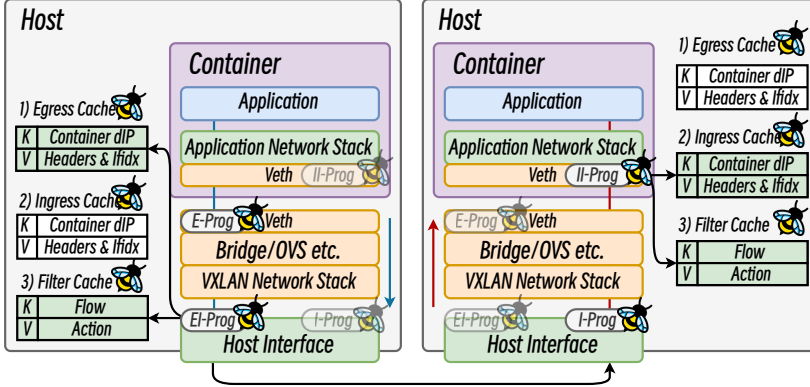 Host
Container
Application
Application Network Stack
Veth II-Prog
E-Prog Veth
Bridge/OVS etc.
VXLAN Network Stack
EI-Prog I-Prog
Host Interface
1) Egress Cache
K Container dIP
V Headers & Ifidx
2) Ingress Cache
K Container dIP
V Headers & Ifidx
3) Filter Cache
K Flow
V Action
Host
Container
Application
Application Network Stack
Veth II-Prog
E-Prog Veth
Bridge/OVS etc.
VXLAN Network Stack
EI-Prog I-Prog
Host Interface
1) Egress Cache
K Container dIP
V Headers & Ifidx
2) Ingress Cache
K Container dIP
V Headers & Ifidx
3) Filter Cache
K Flow
V Action